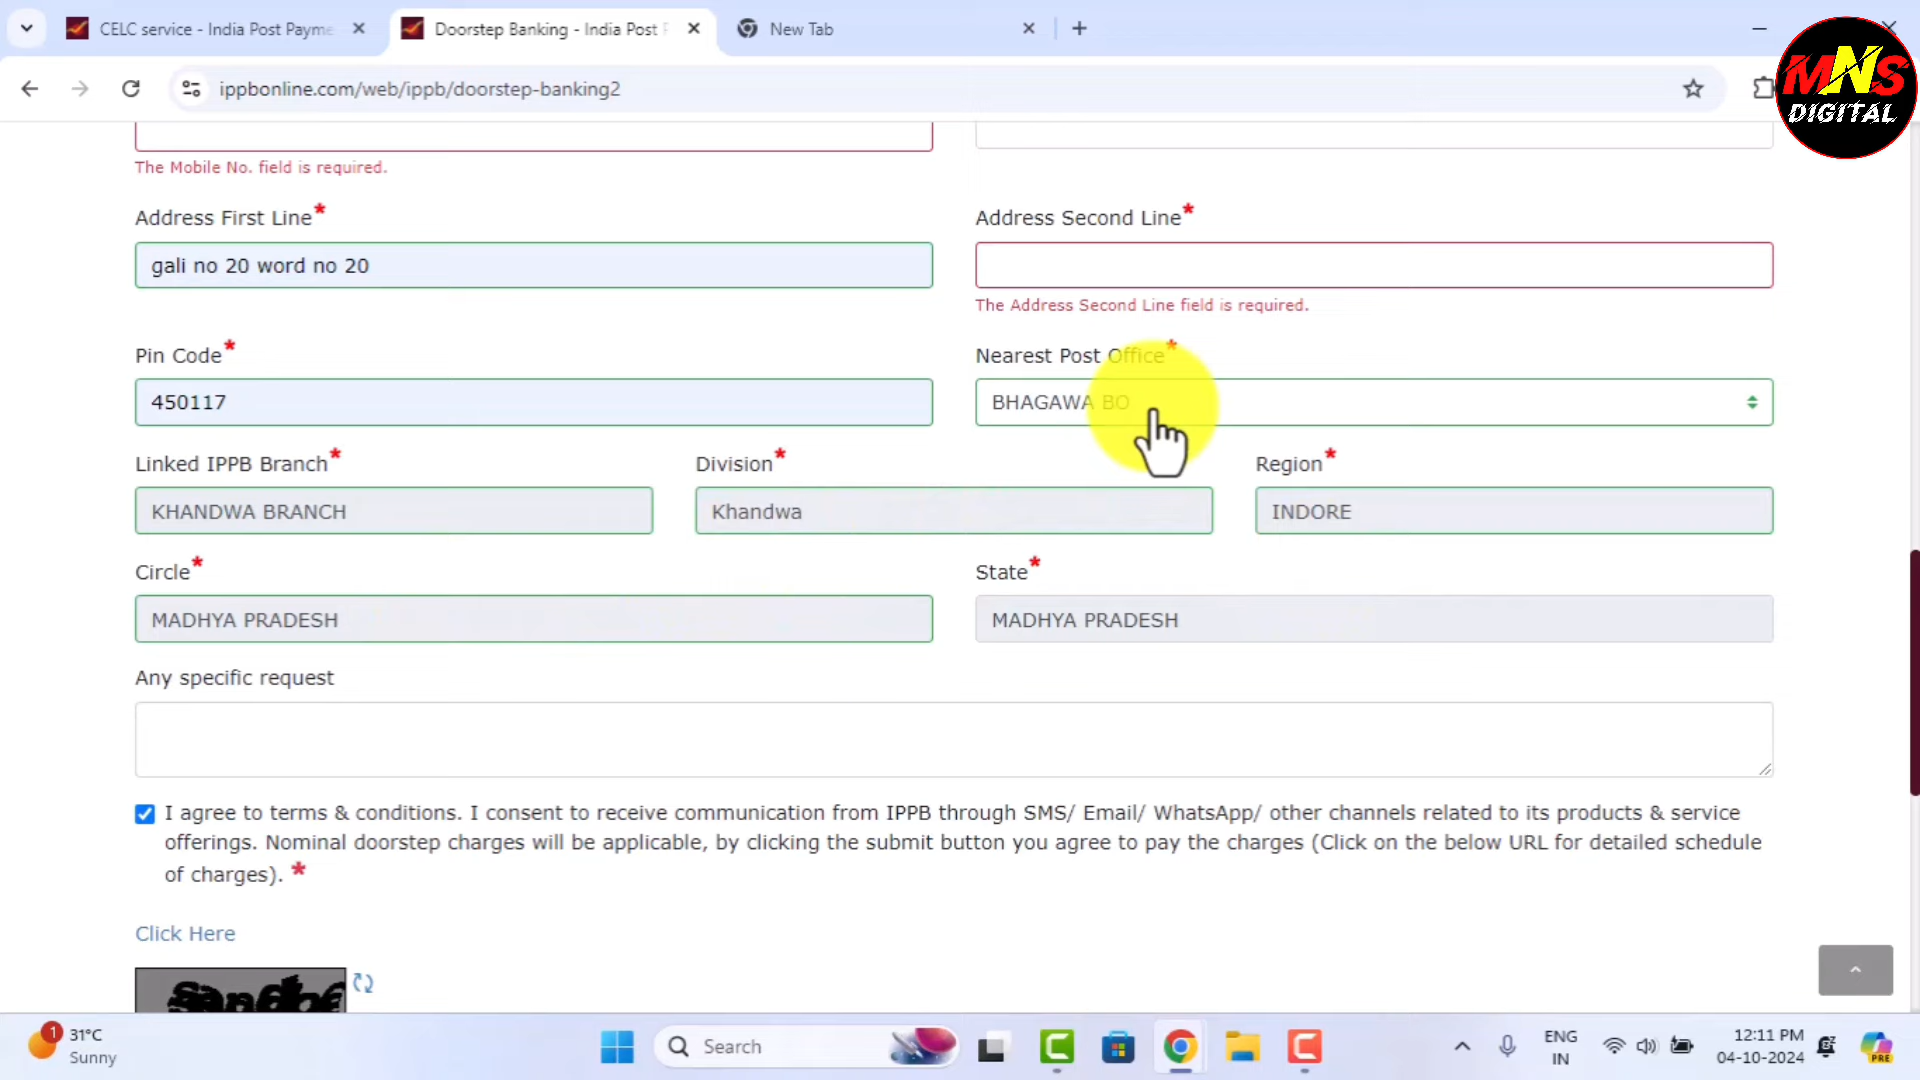 CELC service - India Post Payme
Doorstep Banking - India Post
New Tab
ippbonline.com/web/ippb/doorstep-banking2
MNS
DIGITAL
The Mobile No. field is required.
Address First Line*
Address Second Line*
gali no 20 word no 20
The Address Second Line field is required.
Pin Code*
Nearest Post Office*
450117
BHAGAWA BO
Linked IPPB Branch*
Division*
Region*
KHANDWA BRANCH
Khandwa
INDORE
Circle*
State*
MADHYA PRADESH
MADHYA PRADESH
Any specific request
I agree to terms & conditions. I consent to receive communication from IPPB through SMS/ Email/ WhatsApp/ other channels related to its products & service
offerings. Nominal doorstep charges will be applicable, by clicking the submit button you agree to pay the charges (Click on the below URL for detailed schedule
of charges). *
Click Here
1
31°C
Sunny
Search
ENG
IN
12:11 PM
04-10-2024
PRE